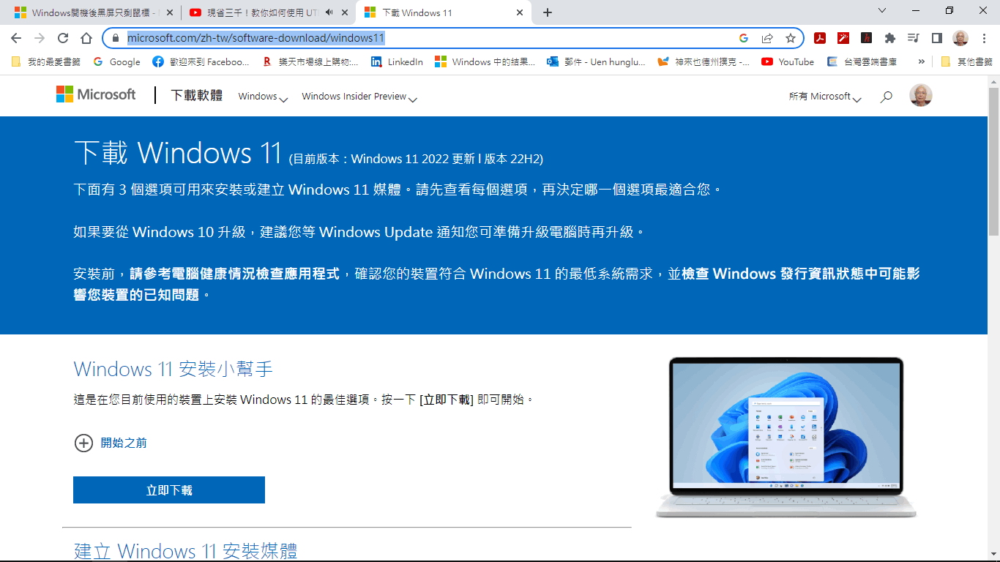 Windows開機後黑屏只剩鼠標 -
現省三千！教你如何使用 UT
下載 Windows 11
microsoft.com/zh-tw/software-download/windows11
我的最愛書籤
Google
歡迎來到 Faceboo...
樂天市場線上購物:...
LinkedIn
Windows 中的結果...
郵件 - Uen hunglu...
神來也德州撲克 -...
YouTube
台灣雲端書庫
»
其他書籤
Microsoft
下載軟體
Windows
Windows Insider Preview
所有 Microsoft
下載 Windows 11 (目前版本：Windows 11 2022 更新 l 版本 22H2)
下面有 3 個選項可用來安裝或建立 Windows 11 媒體。請先查看每個選項，再決定哪一個選項最適合您。
如果要從 Windows 10 升級，建議您等 Windows Update 通知您可準備升級電腦時再升級。
安裝前，請參考電腦健康情況檢查應用程式，確認您的裝置符合 Windows 11 的最低系統需求，並檢查 Windows 發行資訊狀態中可能影
響您裝置的已知問題。
Windows 11 安裝小幫手
這是在您目前使用的裝置上安裝 Windows 11 的最佳選項。按一下 [立即下載] 即可開始。
開始之前
立即下載
建立 Windows 11 安裝媒體